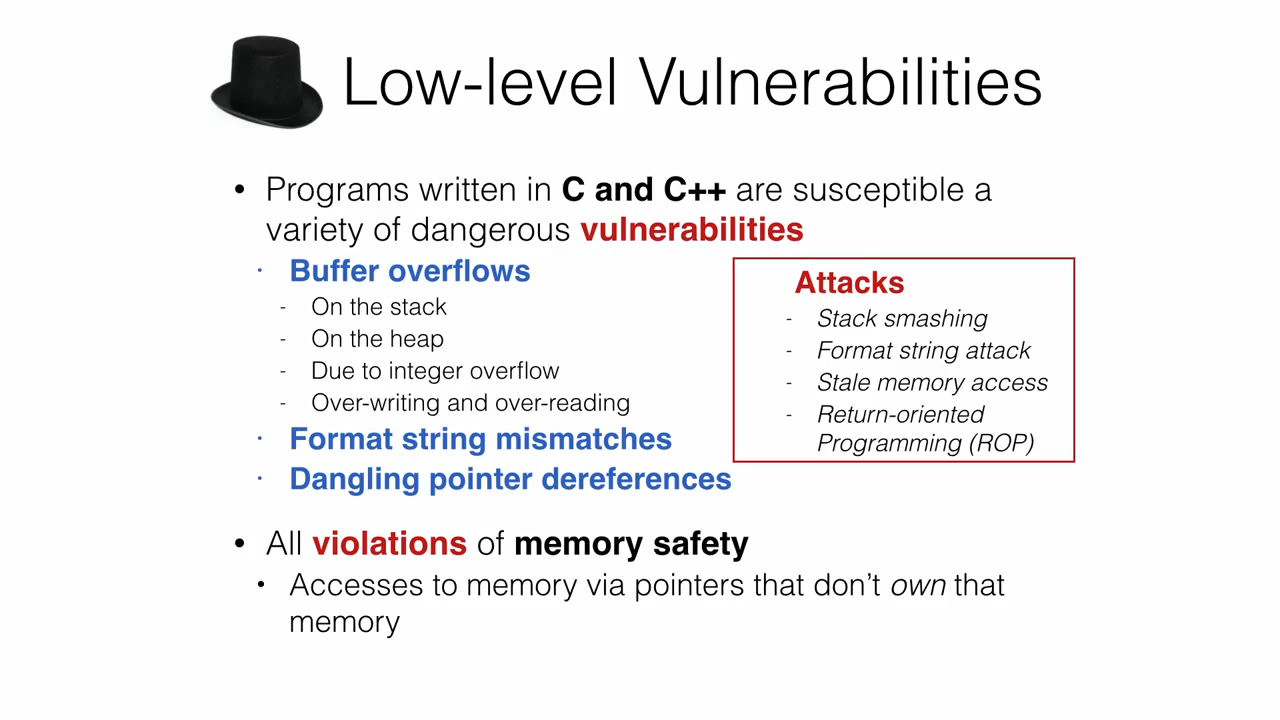 Low-level Vulnerabilities
• Programs written in C and C++ are susceptible a
variety of dangerous vulnerabilities
· Buffer overflows
- On the stack
- On the heap
- Due to integer overflow
- Over-writing and over-reading
· Format string mismatches
· Dangling pointer dereferences
Attacks
- Stack smashing
- Format string attack
- Stale memory access
- Return-oriented
Programming (ROP)
• All violations of memory safety
• Accesses to memory via pointers that don’t own that
memory